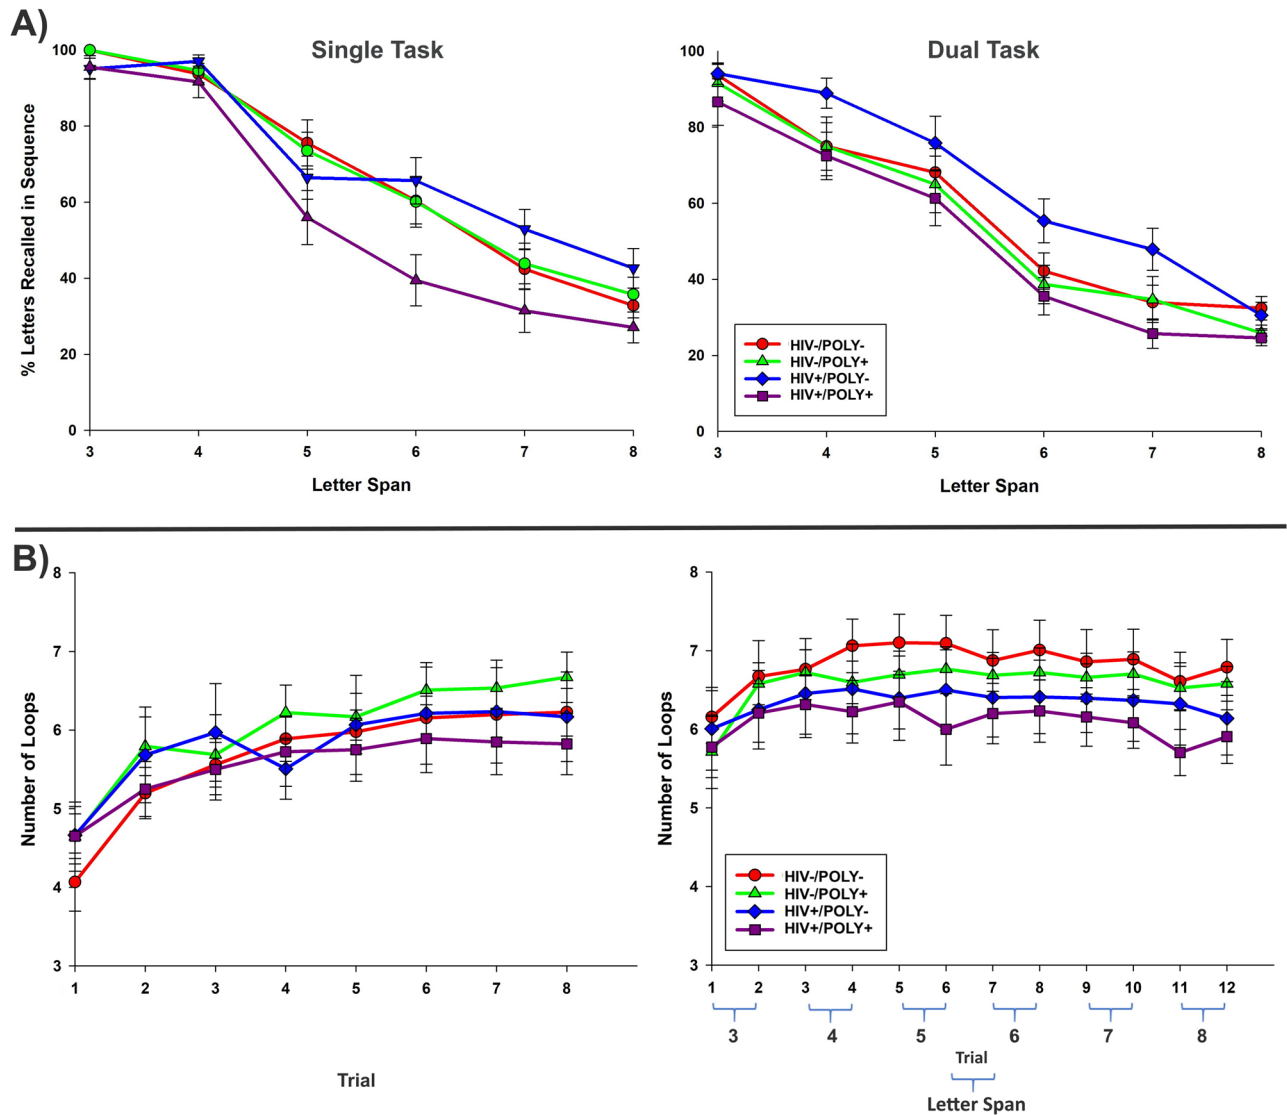 A)
Single Task
Dual Task
% Letters Recalled in Sequence
100
80
60
40
20
0
3 4 5 6 7 8
Letter Span
100
80
60
40
20
0
HIV-/POLY-
HIV-/POLY+
HIV+/POLY-
HIV+/POLY+
3 4 5 6 7 8
Letter Span
B)
Number of Loops
8
7
6
5
4
3
1 2 3 4 5 6 7 8
Trial
Number of Loops
8
7
6
5
4
3
HIV-/POLY-
HIV-/POLY+
HIV+/POLY-
HIV+/POLY+
1 2 3 4 5 6 7 8 9 10 11 12
3 4 5 6 7 8
Trial
Letter Span